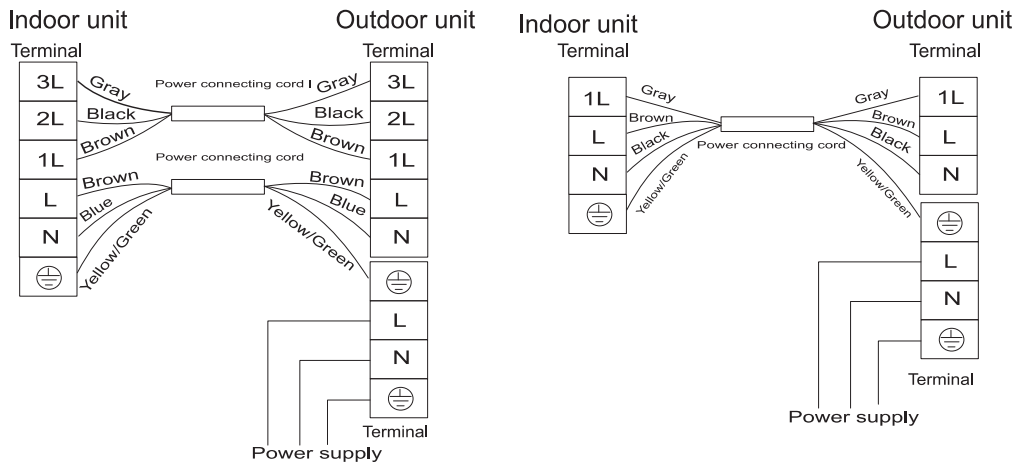 Indoor unit
Outdoor unit
Terminal
Terminal
3L
Gray
Power connecting cord I
Gray
3L
2L
Black
Black
2L
1L
Brown
Brown
1L
Power connecting cord
L
Brown
Brown
L
N
Blue
Blue
N
Yellow/Green
Yellow/Green
L
N
Terminal
Power supply
Indoor unit
Outdoor unit
Terminal
Terminal
1L
Gray
Gray
1L
L
Brown
Brown
L
N
Black
Black
N
Power connecting cord
Yellow/Green
Yellow/Green
L
N
Terminal
Power supply